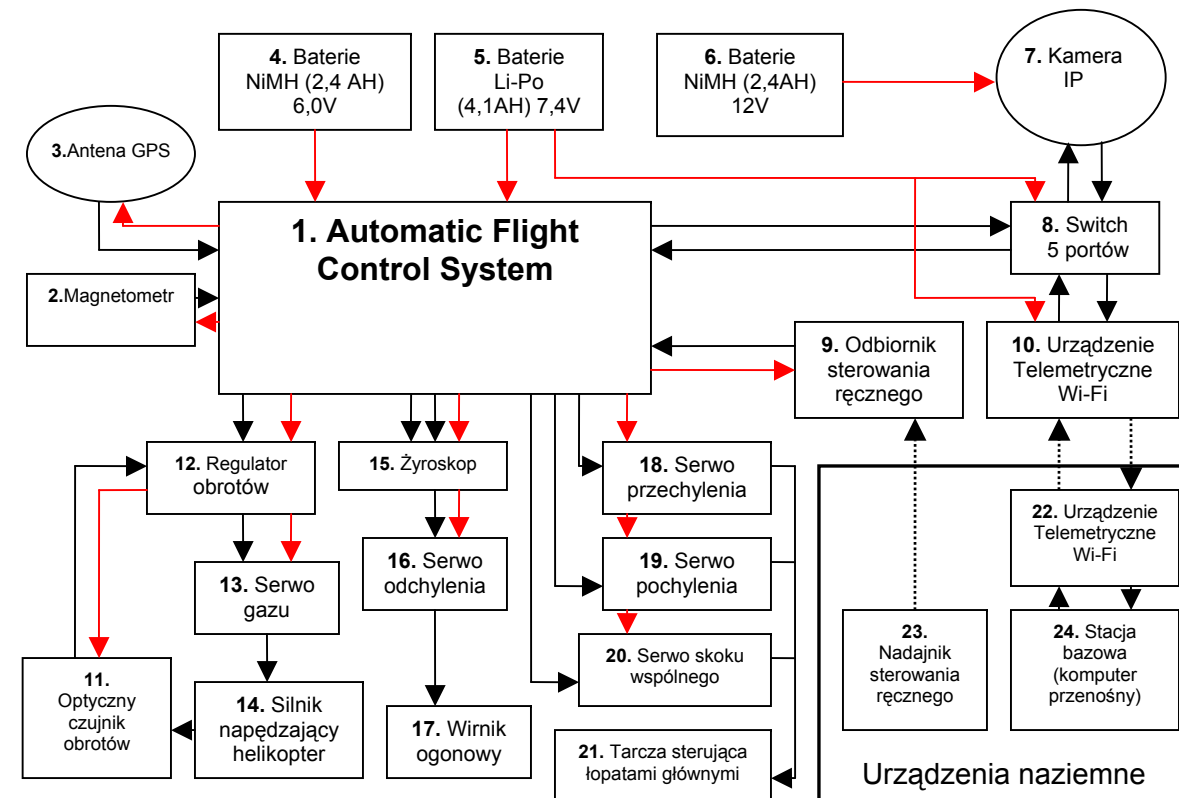 4. Baterie
NiMH (2,4 AH)
6,0V
5. Baterie
Li-Po
(4,1AH) 7,4V
6. Baterie
NiMH (2,4AH)
12V
7. Kamera
IP
3.Antena GPS
1. Automatic Flight
Control System
8. Switch
5 portów
2.Magnetometr
9. Odbiornik
sterowania
ręcznego
10. Urządzenie
Telemetryczne
Wi-Fi
12. Regulator
obrotów
15. Żyroskop
18. Serwo
przechylenia
22. Urządzenie
Telemetryczne
Wi-Fi
16. Serwo
odchylenia
19. Serwo
pochylenia
13. Serwo
gazu
23.
Nadajnik
sterowania
ręcznego
24. Stacja
bazowa
(komputer
przenośny)
20. Serwo skoku
wspólnego
11.
Optyczny
czujnik
obrotów
14. Silnik
napędzający
helikopter
17. Wirnik
ogonowy
21. Tarcza sterująca
łopatami głównymi
Urządzenia naziemne